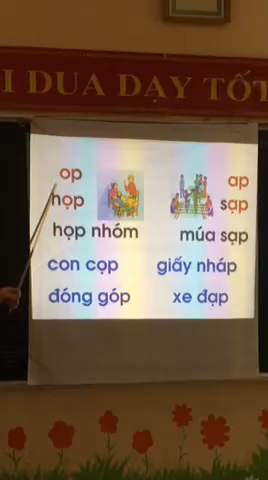 I DUA DẠY TỐT
op
họp
họp nhóm
con cọp
đóng góp
ap
sạp
múa sạp
giấy nháp
xe đạp